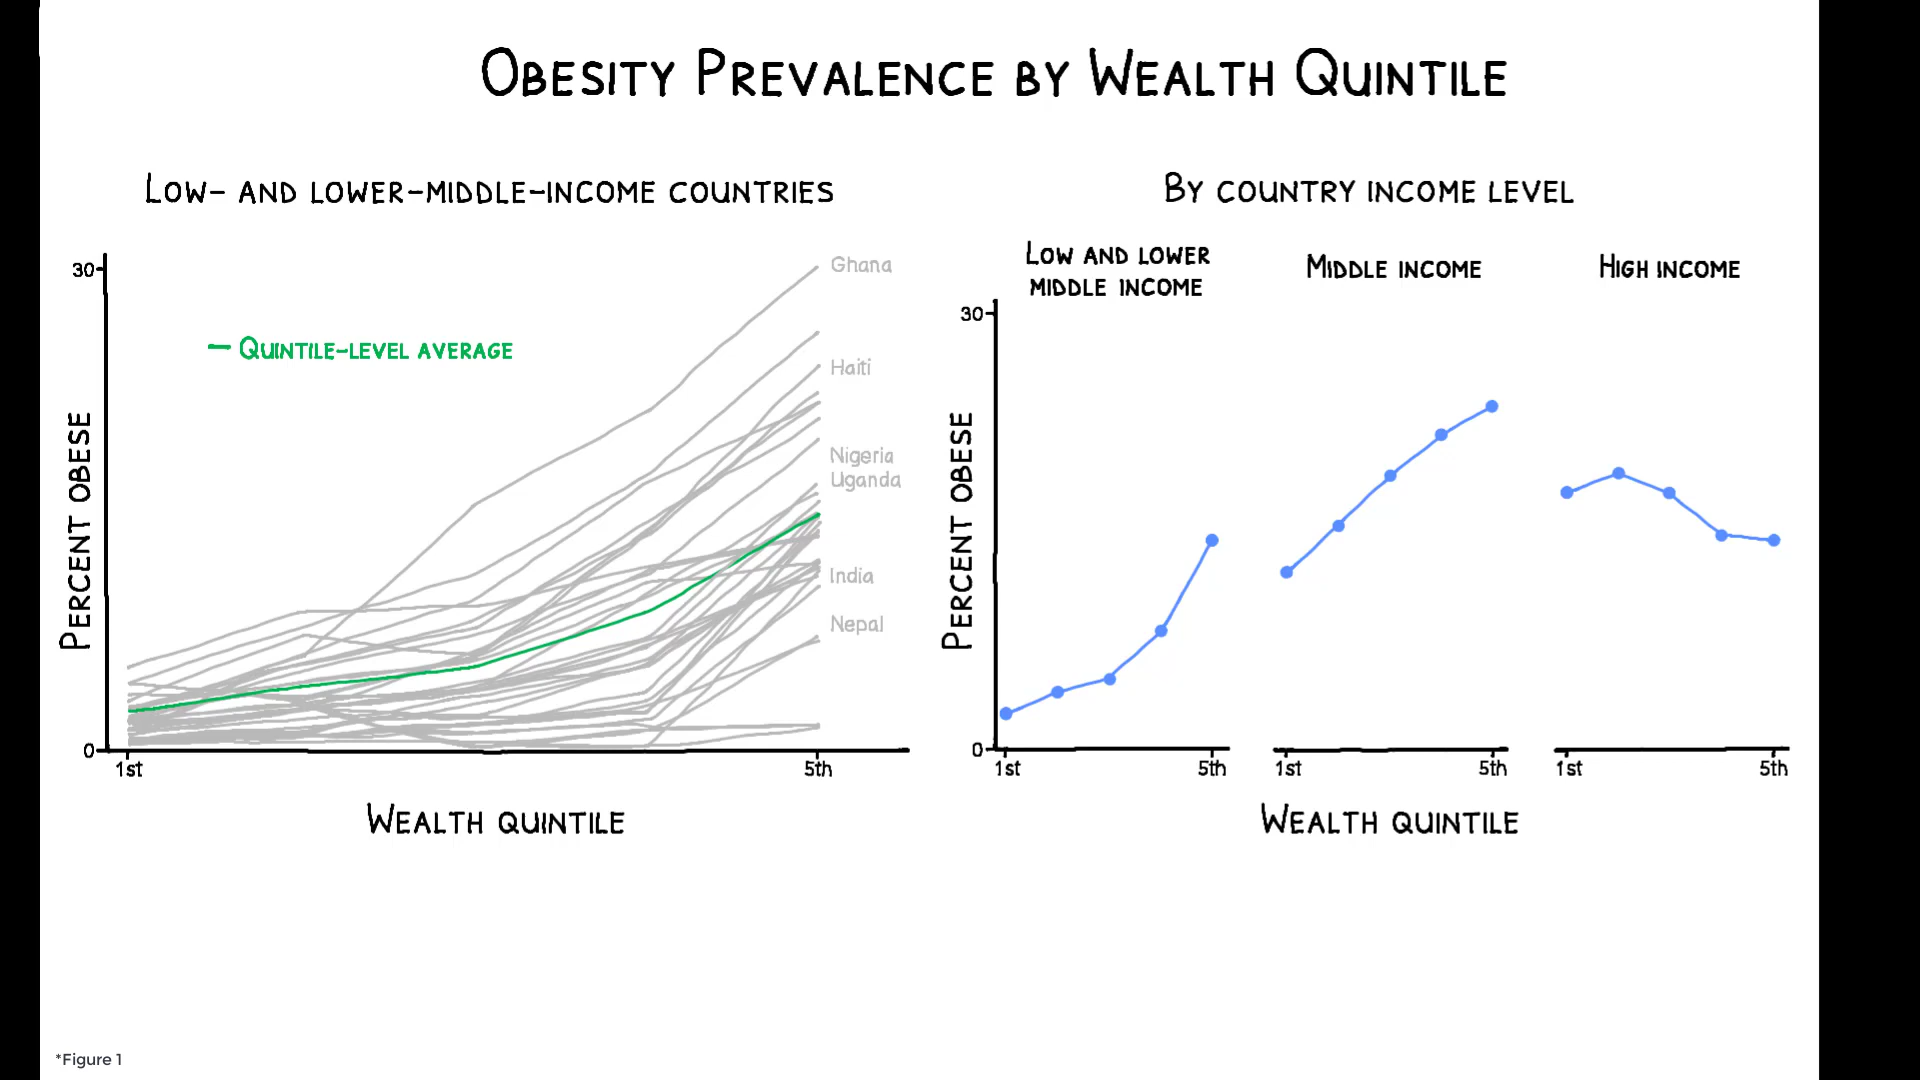 Obesity Prevalence by Wealth Quintile
Low- and lower-middle-income countries
30
Percent obese
Quintile-level average
Ghana
Haiti
Nigeria
Uganda
India
Nepal
0
1st
5th
Wealth quintile
By country income level
Low and lower
middle income
Middle income
High income
30
Percent obese
0
1st
5th
1st
5th
1st
5th
Wealth quintile
*Figure 1